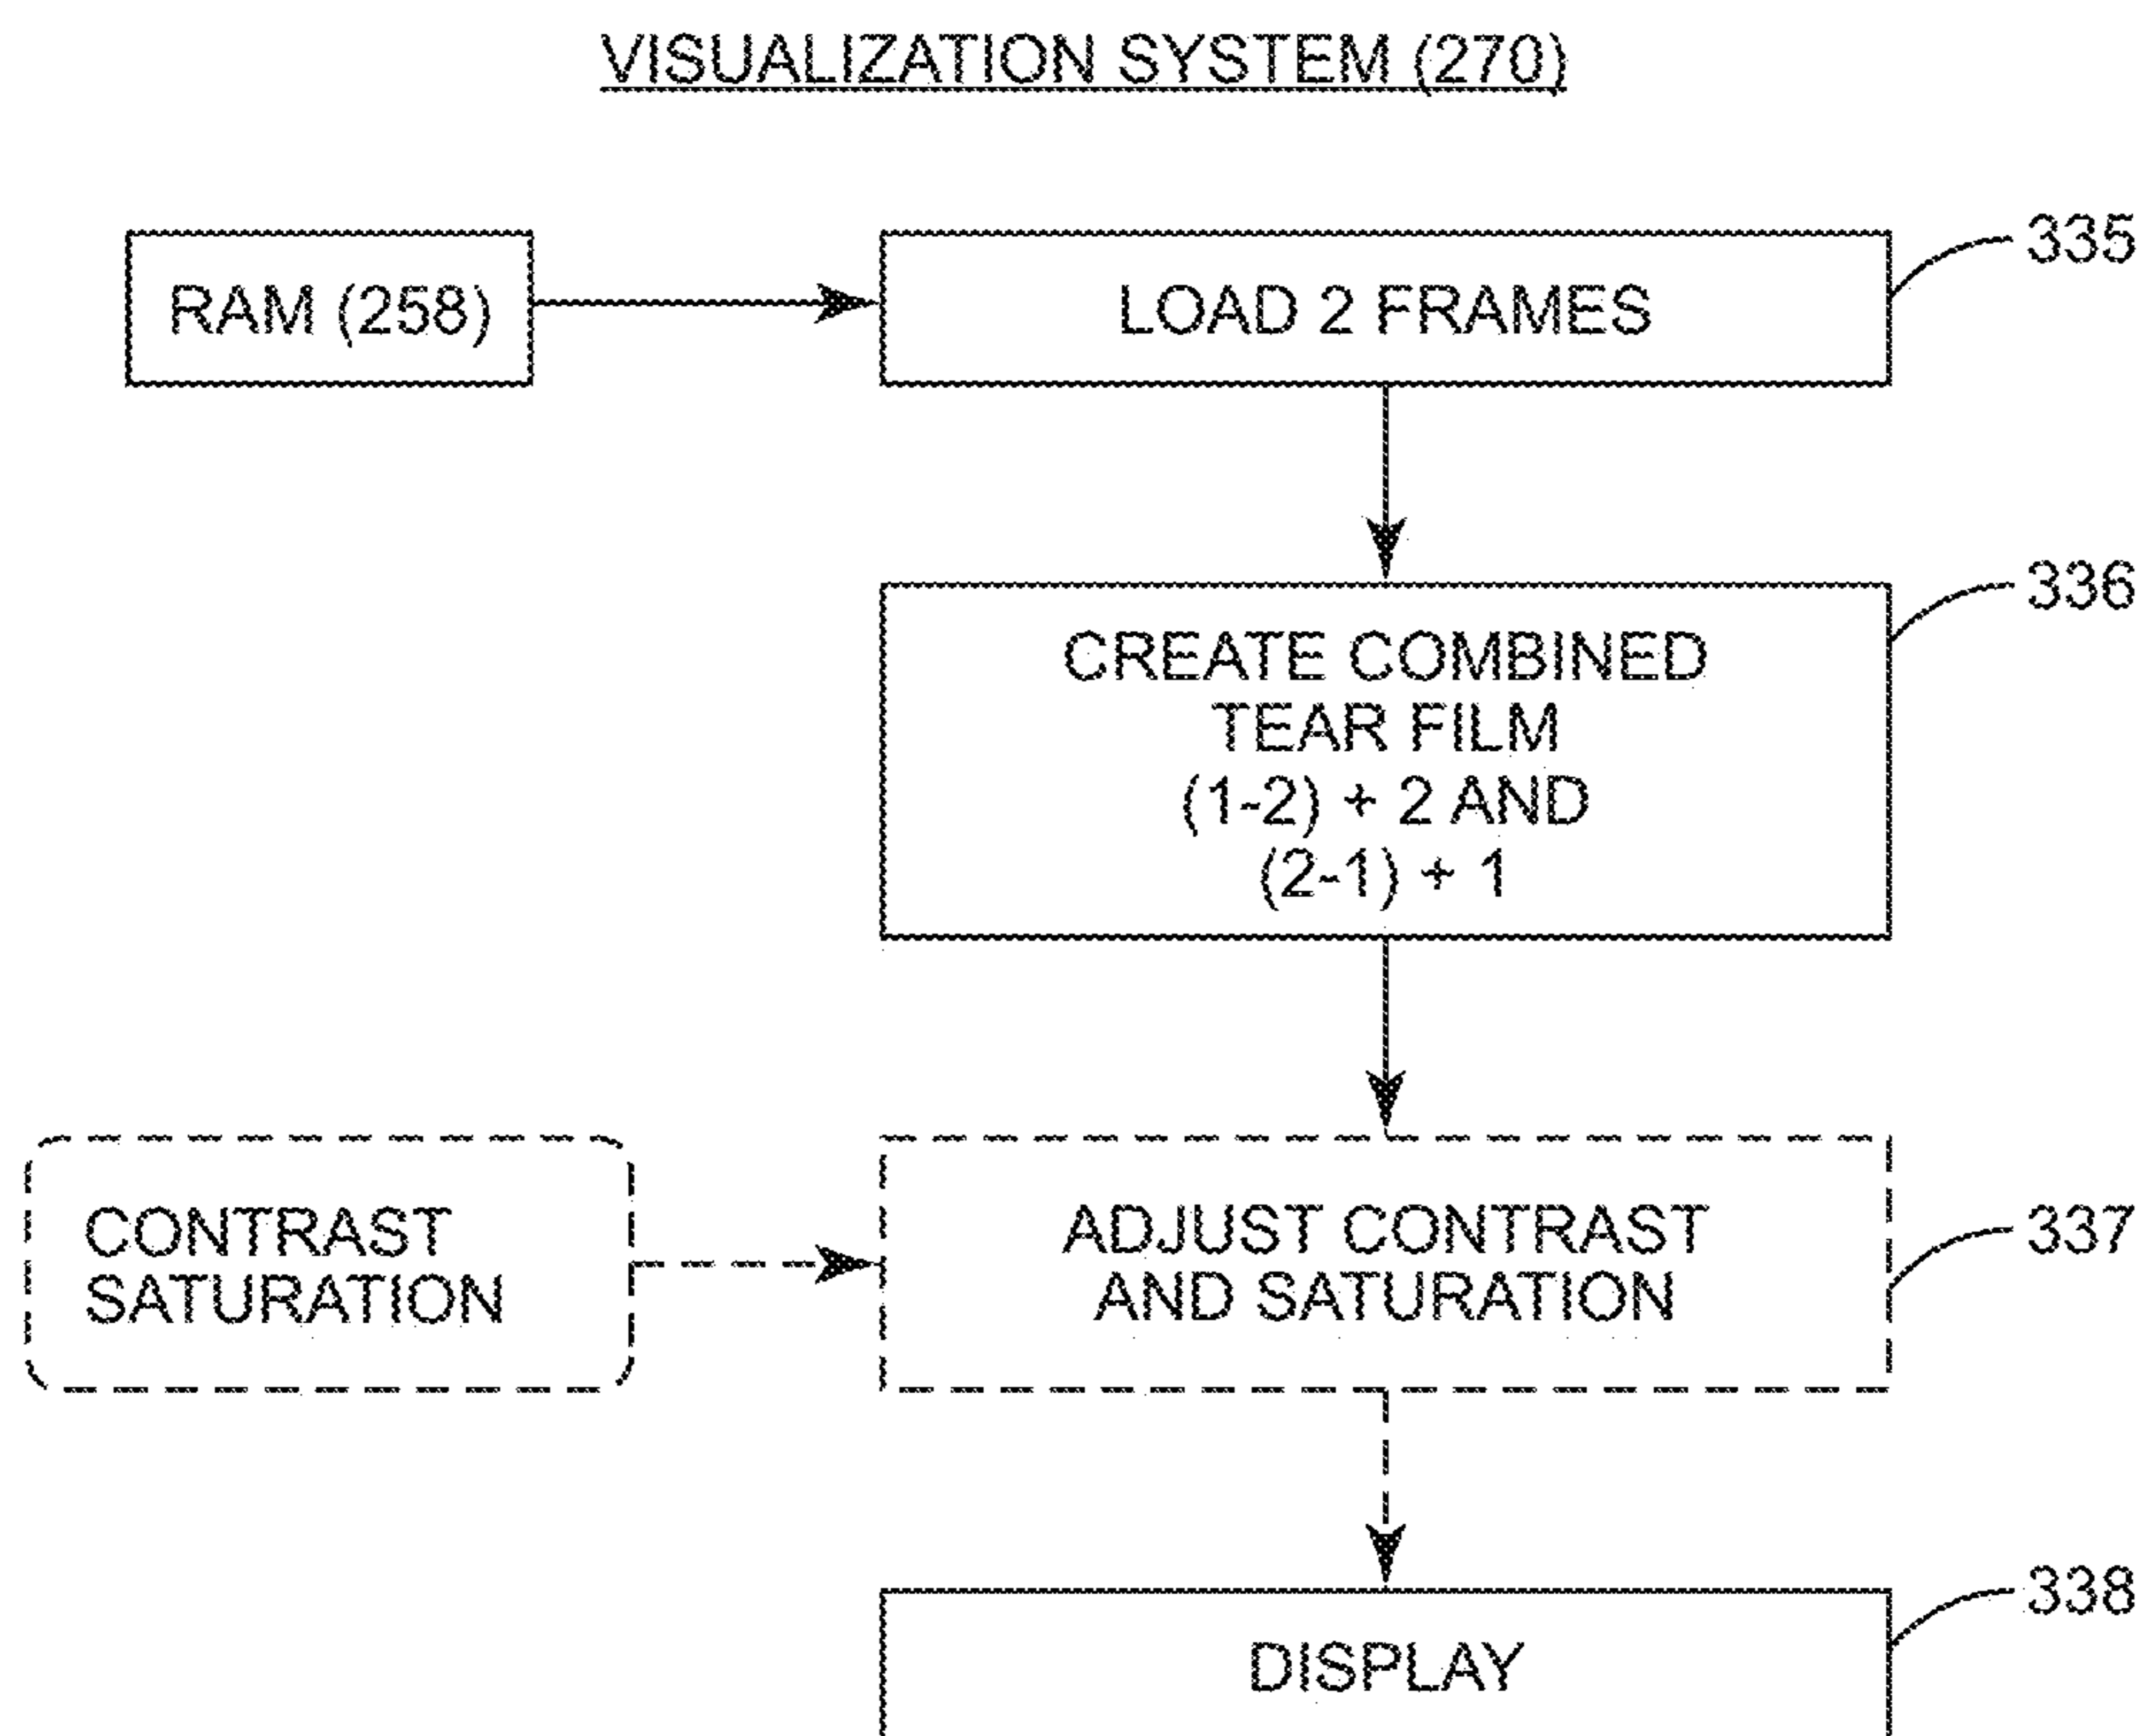 VISUALIZATION SYSTEM (270)
RAM (258)
LOAD 2 FRAMES
335
CREATE COMBINED
TEAR FILM
(1-2) + 2 AND
(2-1) + 1
336
CONTRAST
SATURATION
ADJUST CONTRAST
AND SATURATION
337
DISPLAY
338